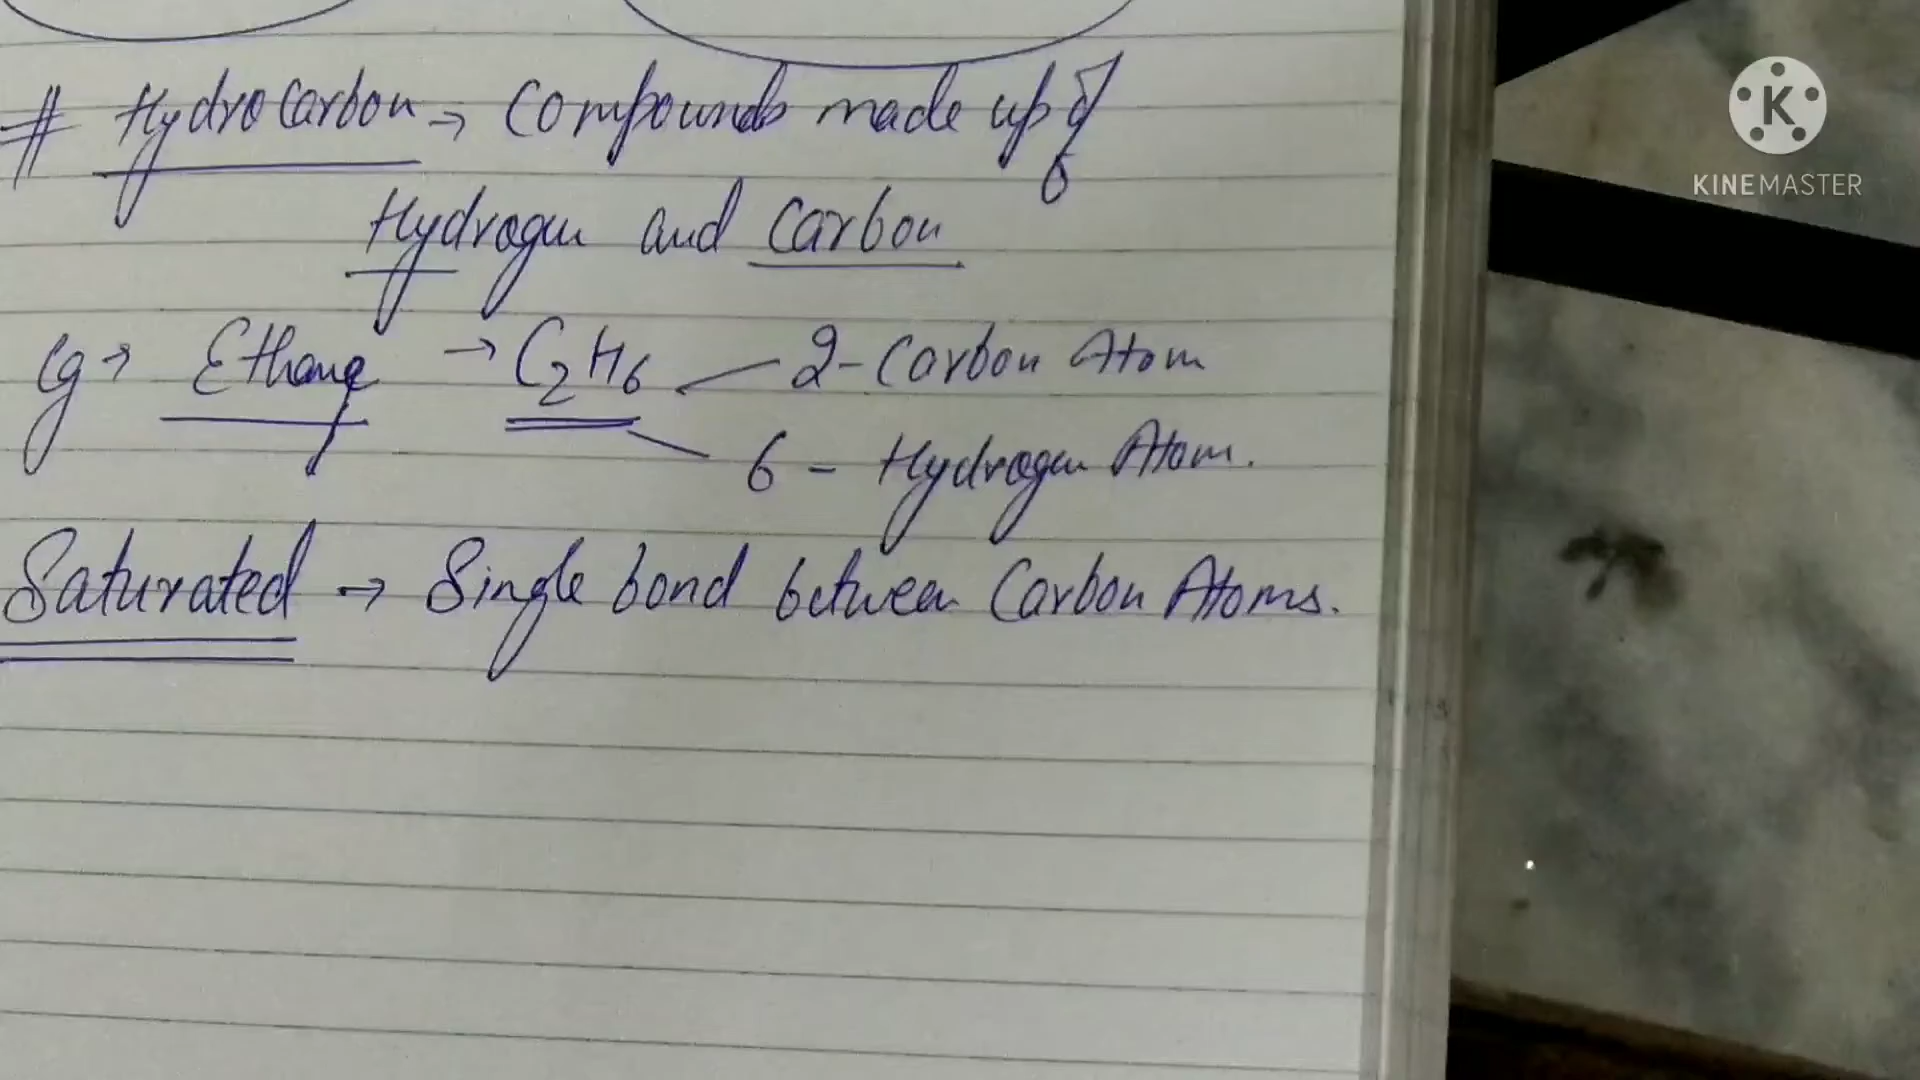 # Hydrocarbon → Compounds made up of
Hydrogen and Carbon
eg → Ethane → C₂H₆ — 2 - Carbon Atom
6 - Hydrogen Atom.
Saturated → Single bond between Carbon Atoms.
K
KINEMASTER